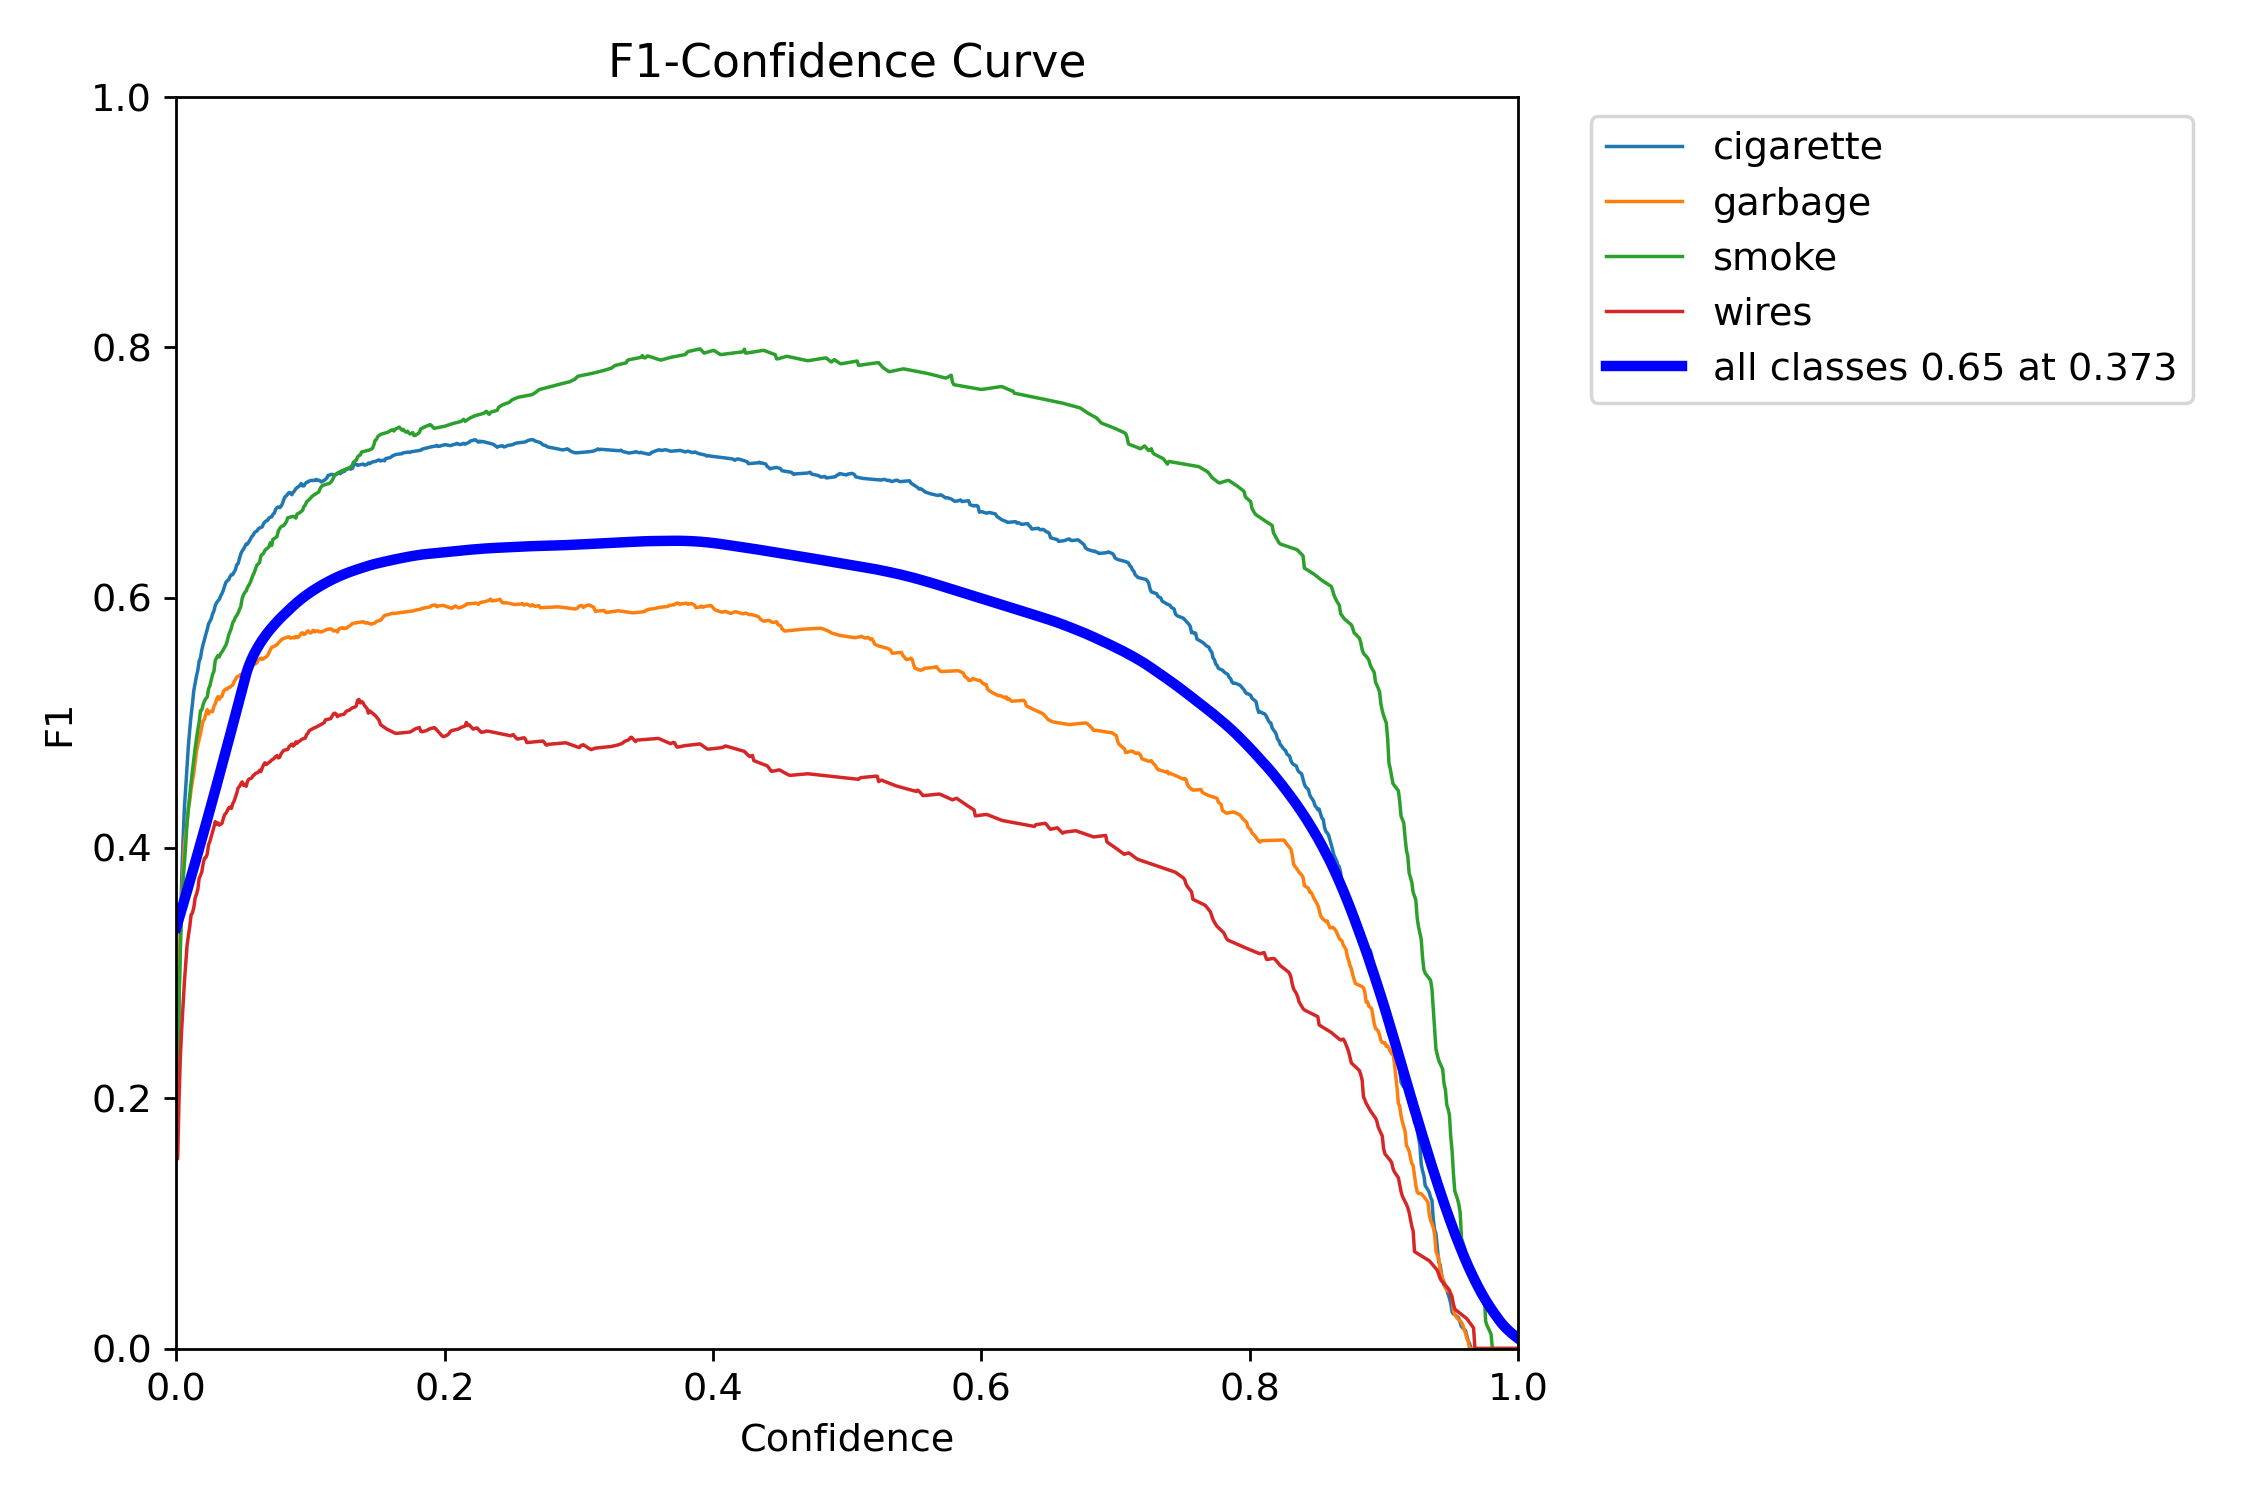 F1-Confidence Curve
1.0
0.8
0.6
0.4
0.2
0.0
F1
0.0 0.2 0.4 0.6 0.8 1.0
Confidence
cigarette
garbage
smoke
wires
all classes 0.65 at 0.373